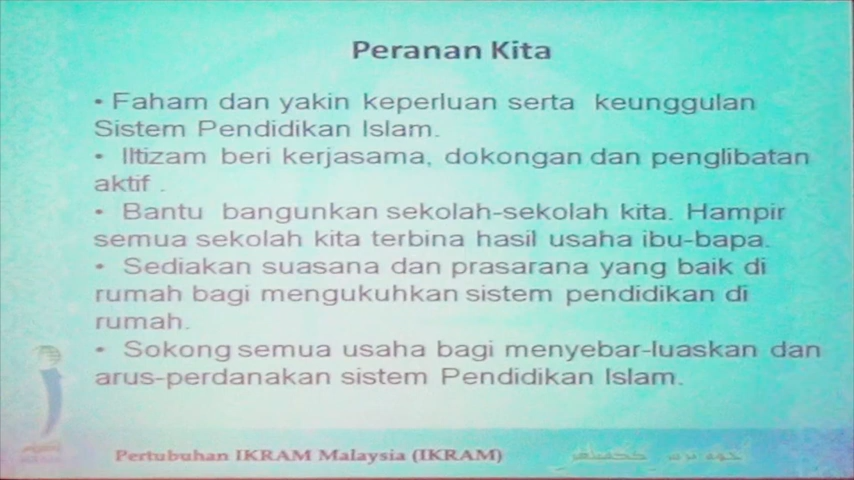 Peranan Kita
• Faham dan yakin keperluan serta keunggulan
Sistem Pendidikan Islam.
• Iltizam beri kerjasama, dokongan dan penglibatan
aktif .
• Bantu bangunkan sekolah-sekolah kita. Hampir
semua sekolah kita terbina hasil usaha ibu-bapa.
• Sediakan suasana dan prasarana yang baik di
rumah bagi mengukuhkan sistem pendidikan di
rumah.
• Sokong semua usaha bagi menyebar-luaskan dan
arus-perdanakan sistem Pendidikan Islam.
Pertubuhan IKRAM Malaysia (IKRAM)